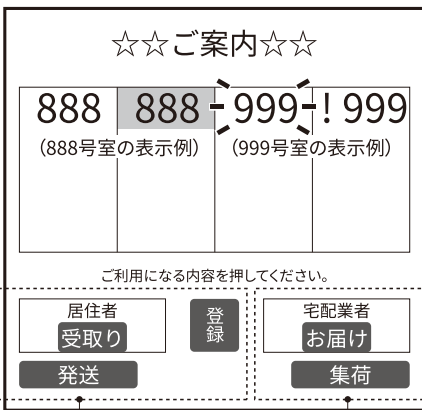 ☆☆ご案内☆☆
888 888 999 ! 999
（888号室の表示例） （999号室の表示例）
ご利用になる内容を押してください。
居住者
受取り
登録
発送
宅配業者
お届け
集荷